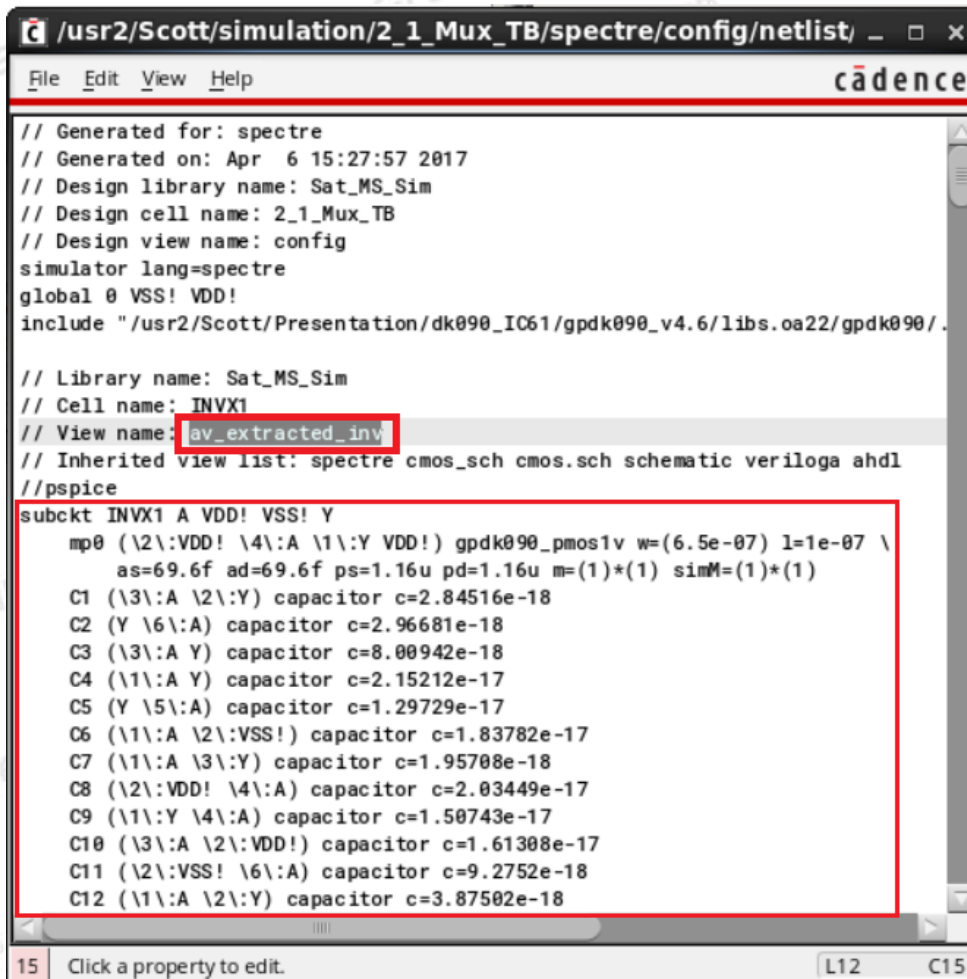 /usr2/Scott/simulation/2_1_Mux_TB/spectre/config/netlist/
File Edit View Help
cādence
// Generated for: spectre
// Generated on: Apr  6 15:27:57 2017
// Design library name: Sat_MS_Sim
// Design cell name: 2_1_Mux_TB
// Design view name: config
simulator lang=spectre
global 0 VSS! VDD!
include "/usr2/Scott/Presentation/dk090_IC61/gpdk090_v4.6/libs.oa22/gpdk090/.
// Library name: Sat_MS_Sim
// Cell name: INVX1
// View name: av_extracted_inv
// Inherited view list: spectre cmos_sch cmos.sch schematic veriloga ahdl
//pspice
subckt INVX1 A VDD! VSS! Y
    mp0 (\2\:VDD! \4\:A \1\:Y VDD!) gpdk090_pmos1v w=(6.5e-07) l=1e-07 \
        as=69.6f ad=69.6f ps=1.16u pd=1.16u m=(1)*(1) simM=(1)*(1)
    C1 (\3\:A \2\:Y) capacitor c=2.84516e-18
    C2 (Y \6\:A) capacitor c=2.96681e-18
    C3 (\3\:A Y) capacitor c=8.00942e-18
    C4 (\1\:A Y) capacitor c=2.15212e-17
    C5 (Y \5\:A) capacitor c=1.29729e-17
    C6 (\1\:A \2\:VSS!) capacitor c=1.83782e-17
    C7 (\1\:A \3\:Y) capacitor c=1.95708e-18
    C8 (\2\:VDD! \4\:A) capacitor c=2.03449e-17
    C9 (\1\:Y \4\:A) capacitor c=1.50743e-17
    C10 (\3\:A \2\:VDD!) capacitor c=1.61308e-17
    C11 (\2\:VSS! \6\:A) capacitor c=9.2752e-18
    C12 (\1\:A \2\:Y) capacitor c=3.87502e-18
15 Click a property to edit. L12 C15